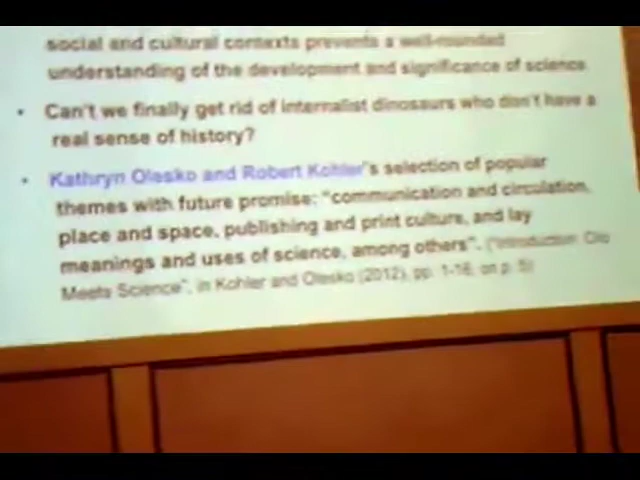 social and cultural contexts prevents a well-rounded
understanding of the development and significance of science
• Can't we finally get rid of internalist dinosaurs who don't have a
real sense of history?
• Kathryn Olesko and Robert Kohler's selection of popular
themes with future promise: "communication and circulation,
place and space, publishing and print culture, and lay
meanings and uses of science, among others". ("Introduction: Clio
Meets Science", in Kohler and Olesko (2012), pp. 1-16, on p. 5)